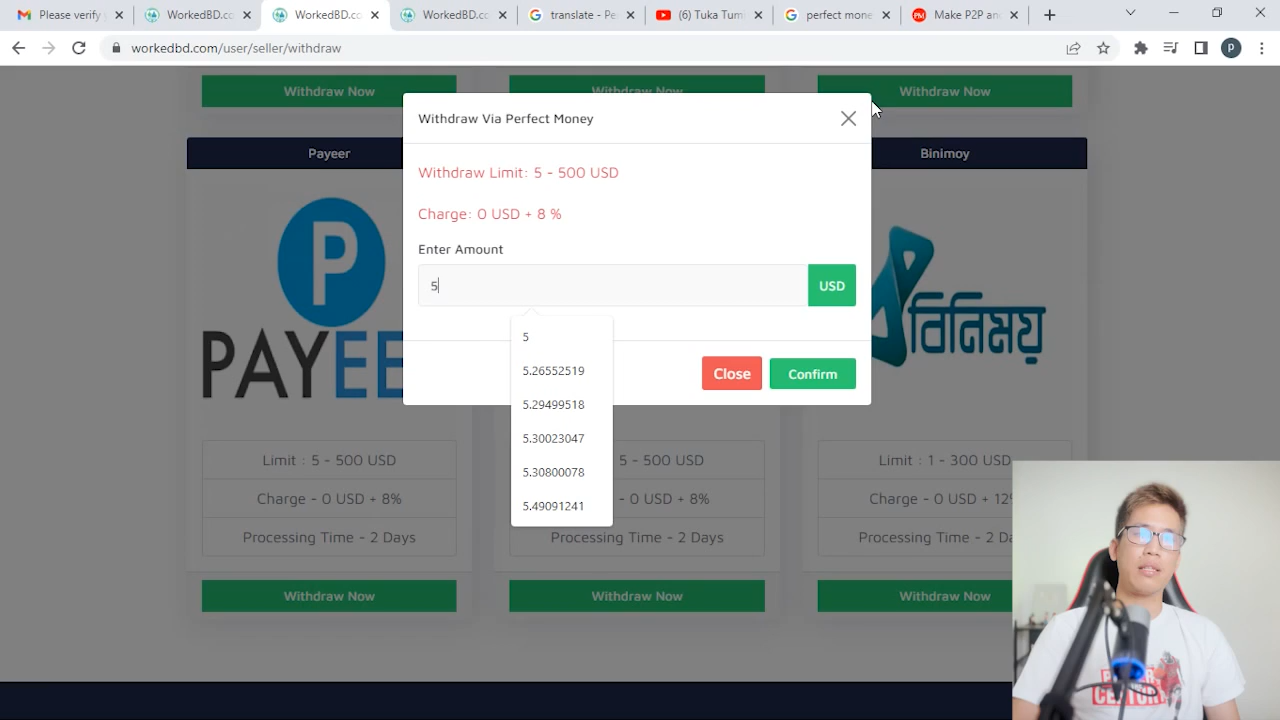 Please verify y
WorkedBD.co
WorkedBD.co
WorkedBD.co
translate - Pe
(6) Tuka Tumi
perfect mone
Make P2P and
workedbd.com/user/seller/withdraw
P
Withdraw Now
Withdraw Now
Withdraw Now
Withdraw Via Perfect Money
Payeer
Binimoy
Withdraw Limit: 5 - 500 USD
Charge: 0 USD + 8 %
Enter Amount
5
USD
P
PAYEE
বিনিময়
5
5.26552519
5.29499518
5.30023047
5.30800078
5.49091241
Close
Confirm
Limit : 5 - 500 USD
5 - 500 USD
Limit : 1 - 300 USD
Charge - 0 USD + 8%
- 0 USD + 8%
Charge - 0 USD + 12%
Processing Time - 2 Days
Processing Time - 2 Days
Processing Time - 2 Da
Withdraw Now
Withdraw Now
Withdraw Now